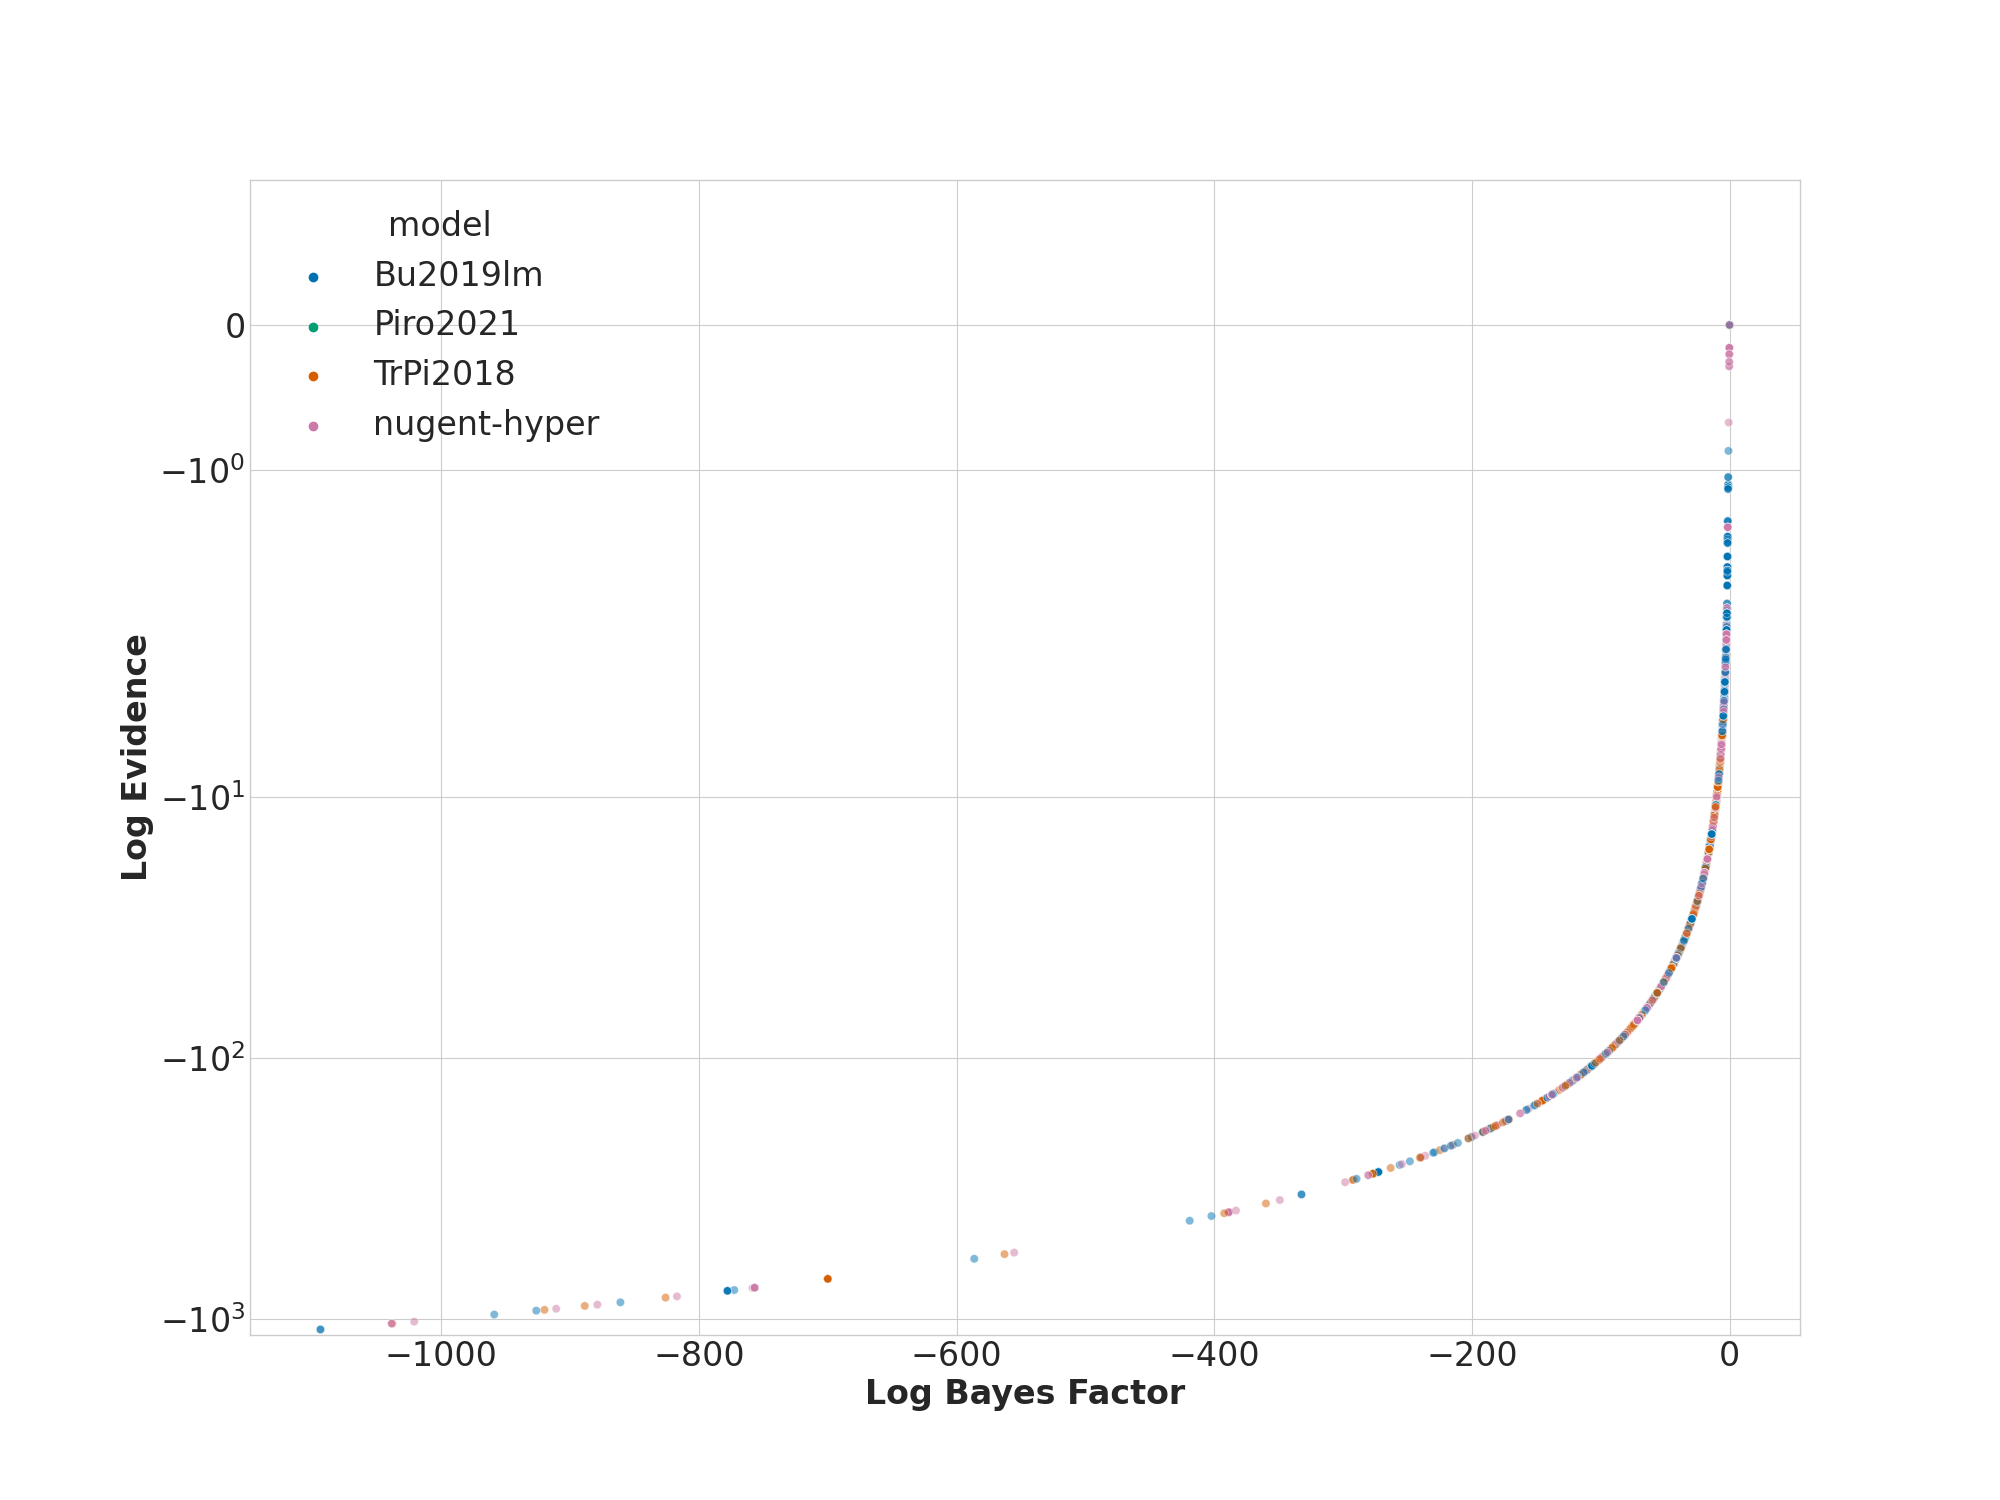 model
Bu2019lm
Piro2021
TrPi2018
nugent-hyper
Log Evidence
0
−10⁰
−10¹
−10²
−10³
−1000 −800 −600 −400 −200 0
Log Bayes Factor